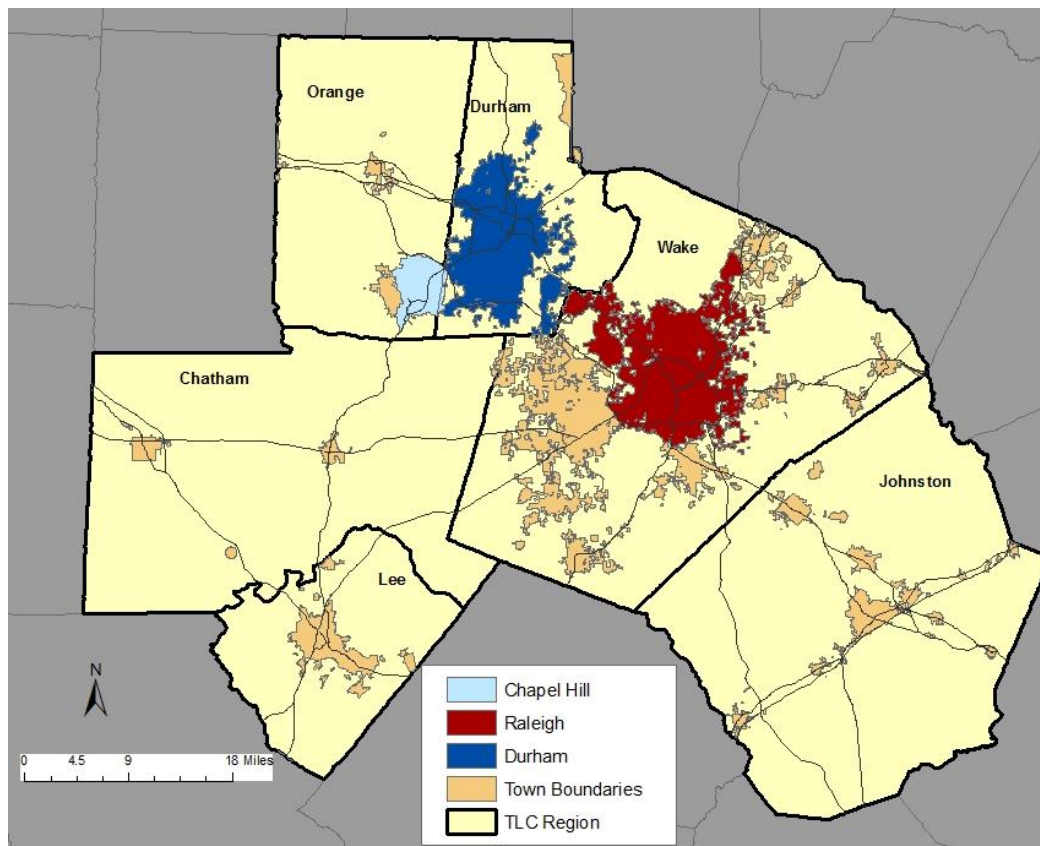 Orange
Durham
Wake
Chatham
Johnston
Lee
N
0 4.5 9 18 Miles
Chapel Hill
Raleigh
Durham
Town Boundaries
TLC Region